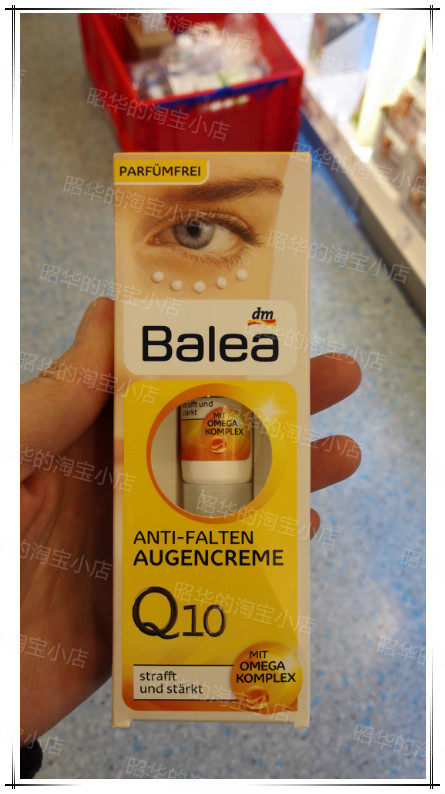 PARFÜMFREI
dm
Balea
strafft und
stärkt
MIT
OMEGA
KOMPLEX
ANTI-FALTEN
AUGENCREME
Q10
strafft
und stärkt
MIT
OMEGA
KOMPLEX
昭华的淘宝小店